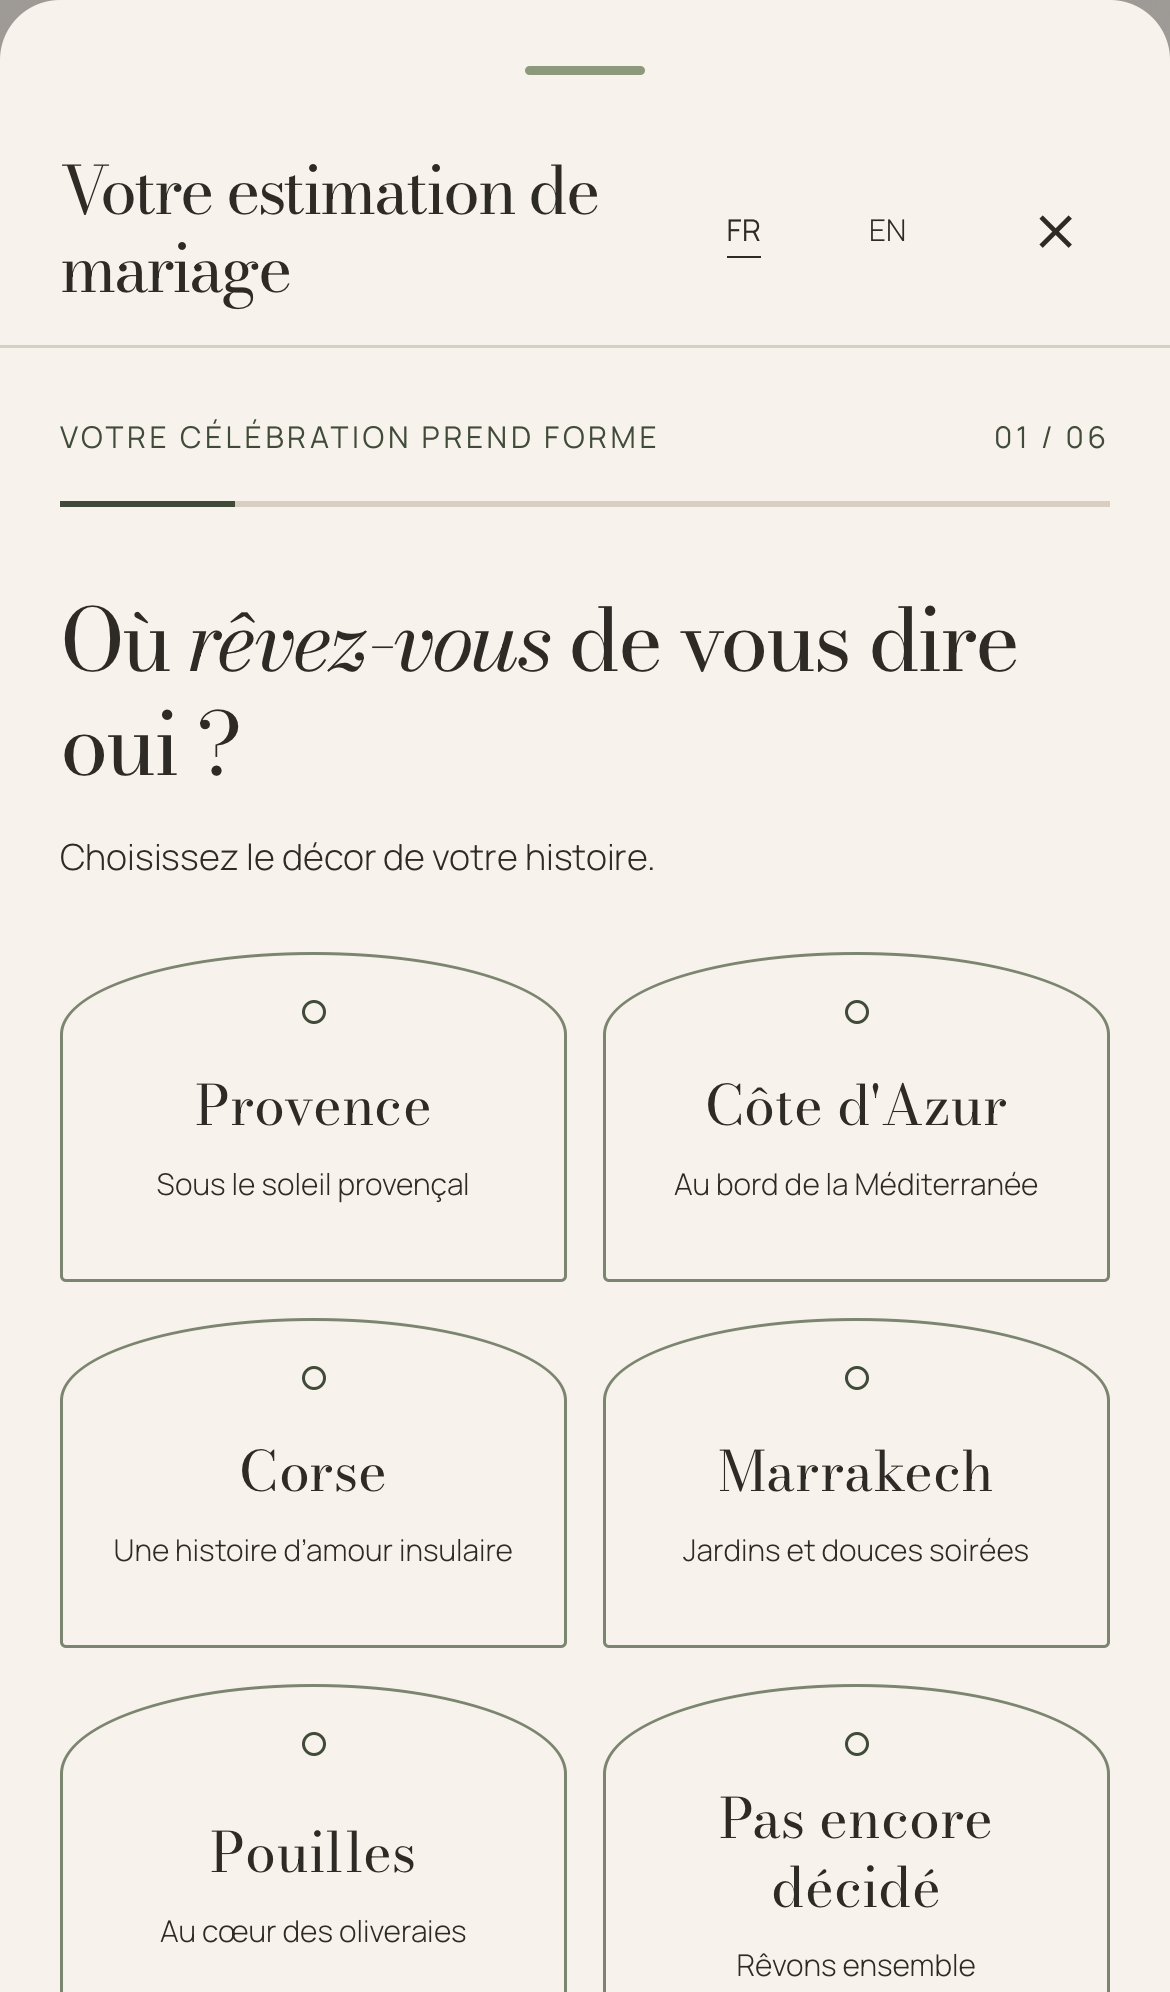 Votre estimation de
mariage
FR
EN
VOTRE CÉLÉBRATION PREND FORME
01 / 06
Où rêvez-vous de vous dire
oui ?
Choisissez le décor de votre histoire.
Provence
Sous le soleil provençal
Côte d'Azur
Au bord de la Méditerranée
Corse
Une histoire d’amour insulaire
Marrakech
Jardins et douces soirées
Pouilles
Au cœur des oliveraies
Pas encore
décidé
Rêvons ensemble